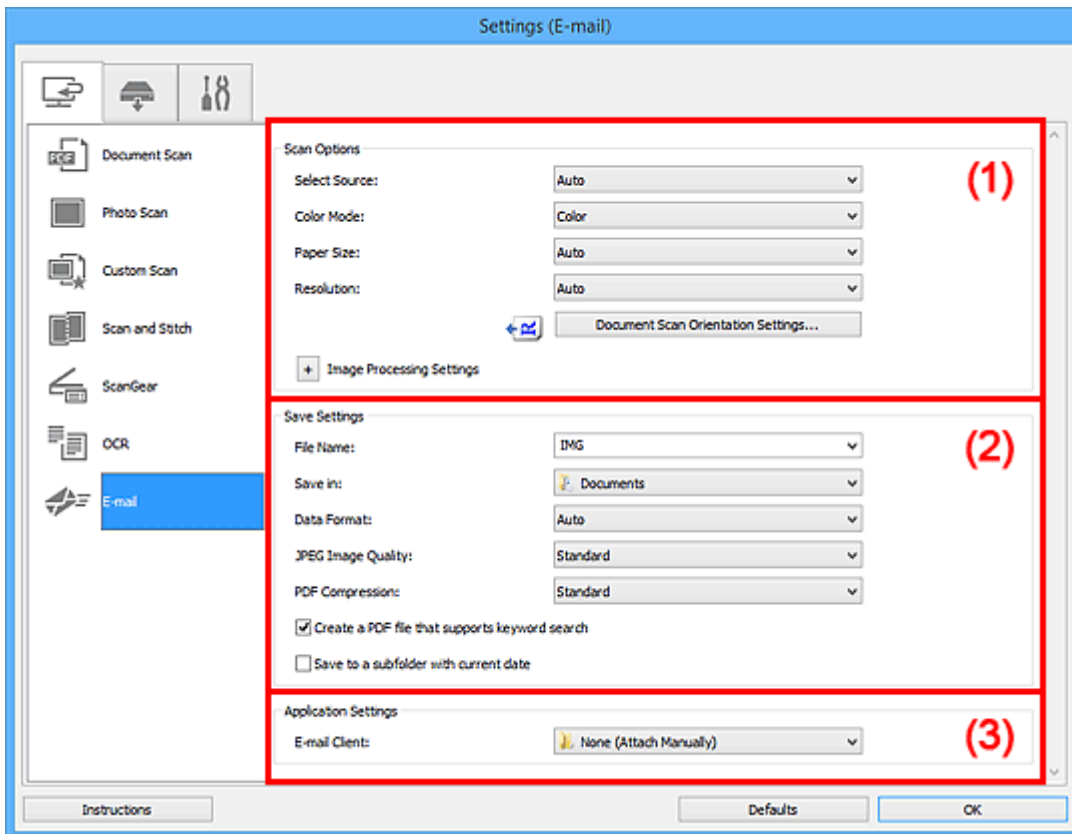 Settings (E-mail)
Document Scan
Photo Scan
Custom Scan
Scan and Stitch
ScanGear
OCR
E-mail
Scan Options
(1)
Select Source: Auto
Color Mode: Color
Paper Size: Auto
Resolution: Auto
R Document Scan Orientation Settings...
+ Image Processing Settings
Save Settings
(2)
File Name: IMG
Save in: Documents
Data Format: Auto
JPEG Image Quality: Standard
PDF Compression: Standard
Create a PDF file that supports keyword search
Save to a subfolder with current date
Application Settings
(3)
E-mail Client: None (Attach Manually)
Instructions Defaults OK